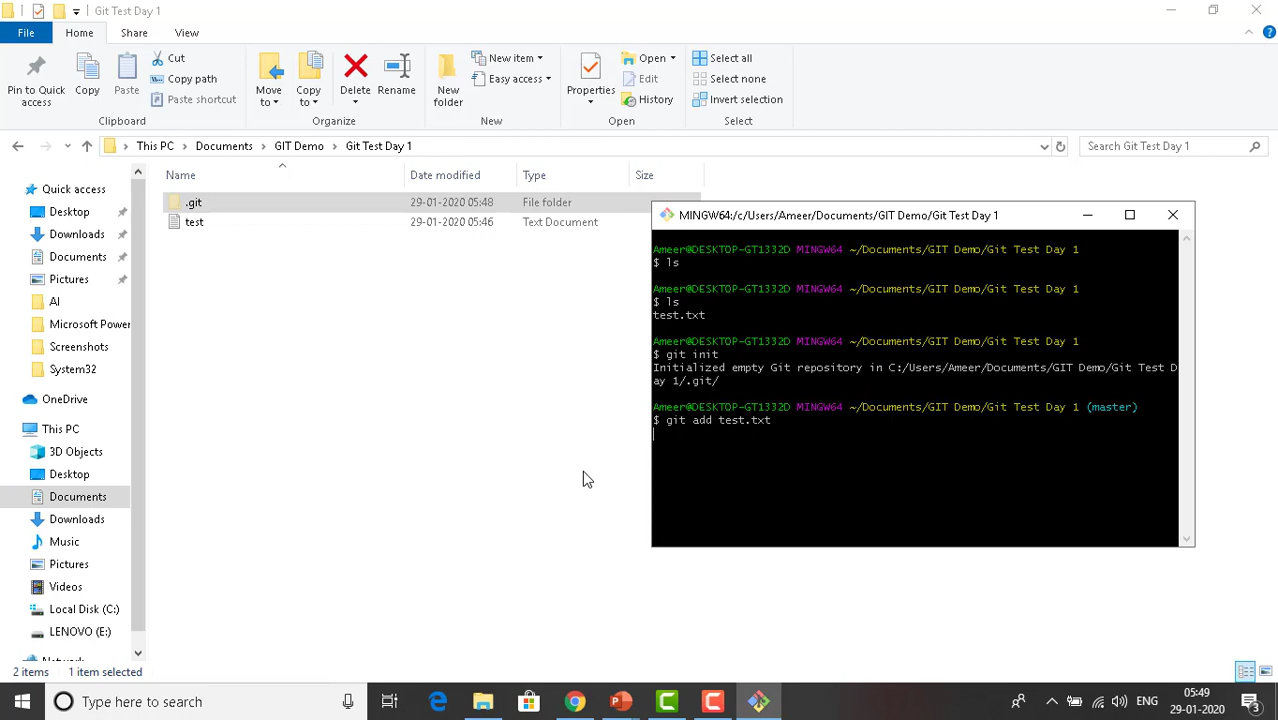 Git Test Day 1
File
Home
Share
View
Pin to Quick access
Copy
Paste
Cut
Copy path
Paste shortcut
Clipboard
Move to
Copy to
Delete
Rename
Organize
New folder
New item
Easy access
New
Properties
Open
Edit
History
Open
Select all
Select none
Invert selection
Select
This PC
Documents
GIT Demo
Git Test Day 1
Search Git Test Day 1
Name
Date modified
Type
Size
.git
29-01-2020 05:48
File folder
test
29-01-2020 05:46
Text Document
Quick access
Desktop
Downloads
Documents
Pictures
AI
Microsoft Power
Screenshots
System32
OneDrive
This PC
3D Objects
Desktop
Documents
Downloads
Music
Pictures
Videos
Local Disk (C:)
LENOVO (E:)
MINGW64:/c/Users/Ameer/Documents/GIT Demo/Git Test Day 1
Ameer@DESKTOP-GT1332D MINGW64 ~/Documents/GIT Demo/Git Test Day 1
$ ls
Ameer@DESKTOP-GT1332D MINGW64 ~/Documents/GIT Demo/Git Test Day 1
$ ls
test.txt
Ameer@DESKTOP-GT1332D MINGW64 ~/Documents/GIT Demo/Git Test Day 1
$ git init
Initialized empty Git repository in C:/Users/Ameer/Documents/GIT Demo/Git Test D
ay 1/.git/
Ameer@DESKTOP-GT1332D MINGW64 ~/Documents/GIT Demo/Git Test Day 1 (master)
$ git add test.txt
2 items
1 item selected
Type here to search
ENG
05:49
29-01-2020
3